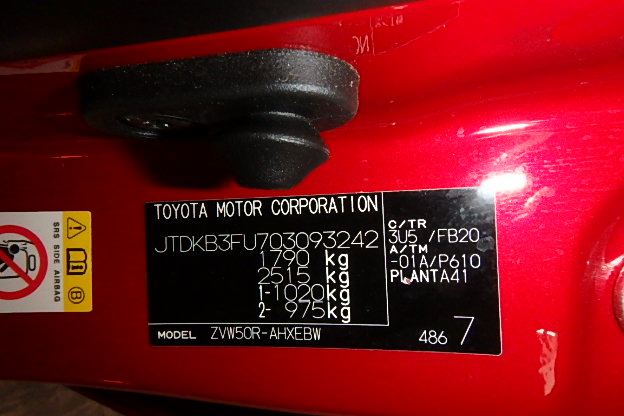 TOYOTA MOTOR CORPORATION
JTDKB3FU703093242
1790 kg
2515 kg
1-1020kg
2- 975kg
MODEL ZVW50R-AHXEBW
C/TR
3U5 /FB20
A/TM
-01A/P610
PLANTA41
486 7
SRS SIDE AIRBAG
B